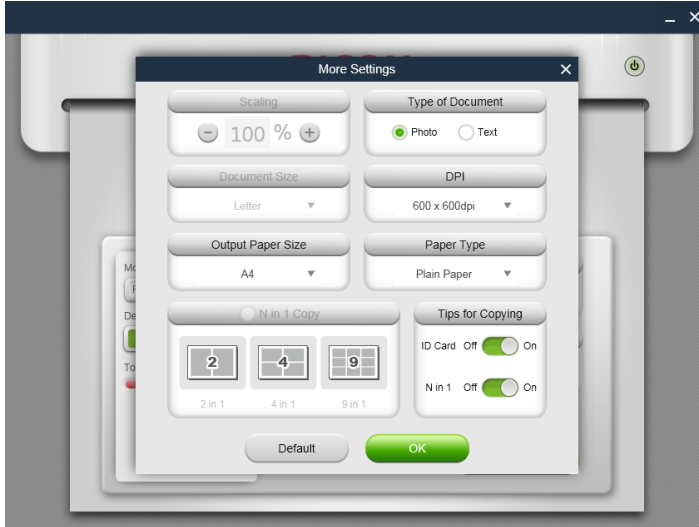 More Settings
Scaling
100 %
Type of Document
Photo Text
Document Size
Letter
DPI
600 x 600dpi
Output Paper Size
A4
Paper Type
Plain Paper
N in 1 Copy
2 4 9
2 in 1 4 in 1 9 in 1
Tips for Copying
ID Card Off On
N in 1 Off On
Default
OK